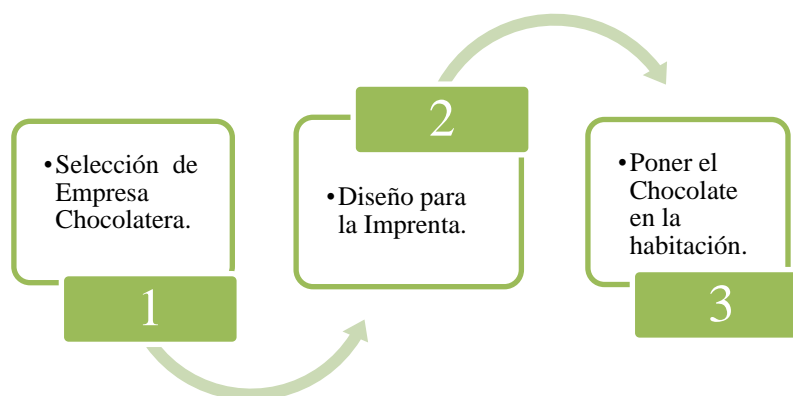 •Selección de
Empresa
Chocolatera.
1
2
•Diseño para
la Imprenta.
•Poner el
Chocolate
en la
habitación.
3